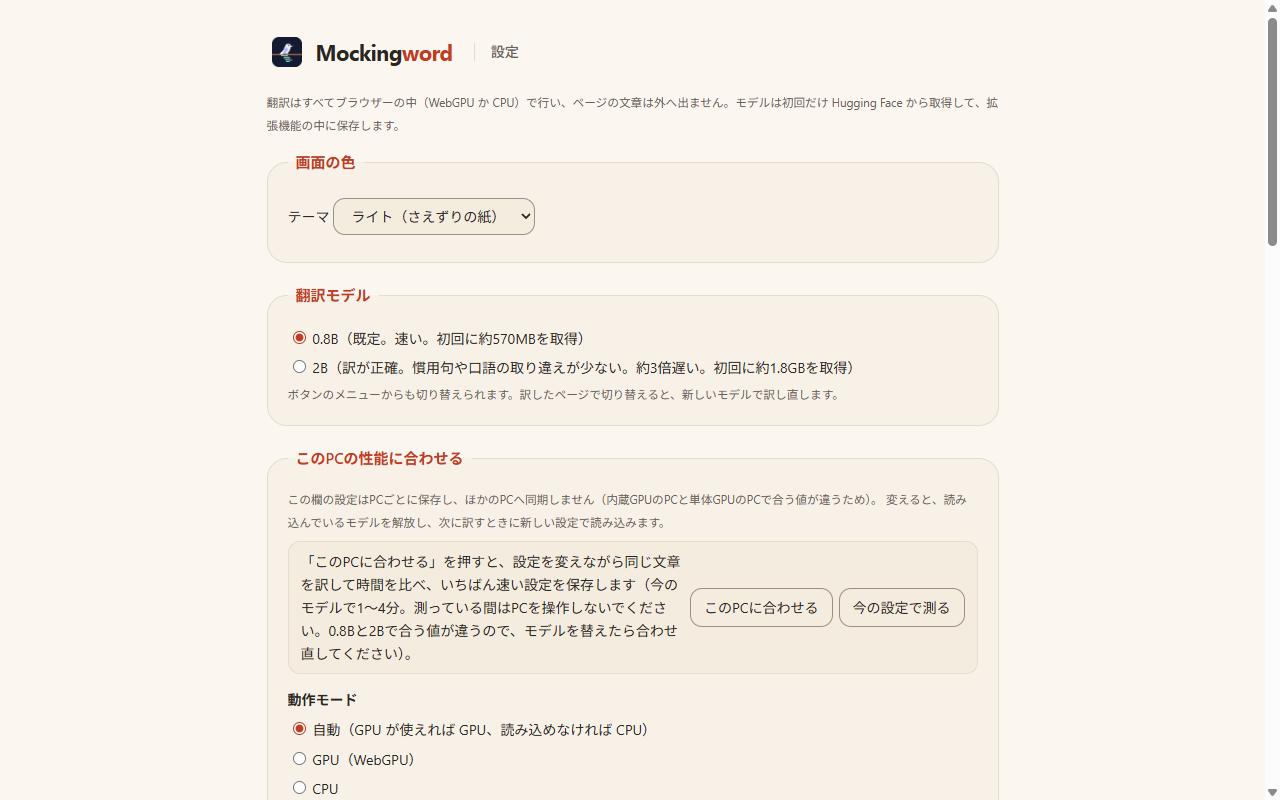 Mockingword
設定
翻訳はすべてブラウザーの中（WebGPU か CPU）で行い、ページの文章は外へ出ません。モデルは初回だけ Hugging Face から取得して、拡
張機能の中に保存します。
画面の色
テーマ ライト（さえずりの紙）
翻訳モデル
0.8B（既定。速い。初回に約570MBを取得）
2B（訳が正確。慣用句や口語の取り違えが少ない。約3倍遅い。初回に約1.8GBを取得）
ボタンのメニューからも切り替えられます。訳したページで切り替えると、新しいモデルで訳し直します。
このPCの性能に合わせる
この欄の設定はPCごとに保存し、ほかのPCへ同期しません（内蔵GPUのPCと単体GPUのPCで合う値が違うため）。 変えると、読み
込んでいるモデルを解放し、次に訳すときに新しい設定で読み込みます。
「このPCに合わせる」を押すと、設定を変えながら同じ文章
を訳して時間を比べ、いちばん速い設定を保存します（今の
モデルで1〜4分。測っている間はPCを操作しないでくださ
い。0.8Bと2Bで合う値が違うので、モデルを替えたら合わせ
直してください）。
このPCに合わせる
今の設定で測る
動作モード
自動（GPU が使えれば GPU、読み込めなければ CPU）
GPU（WebGPU）
CPU